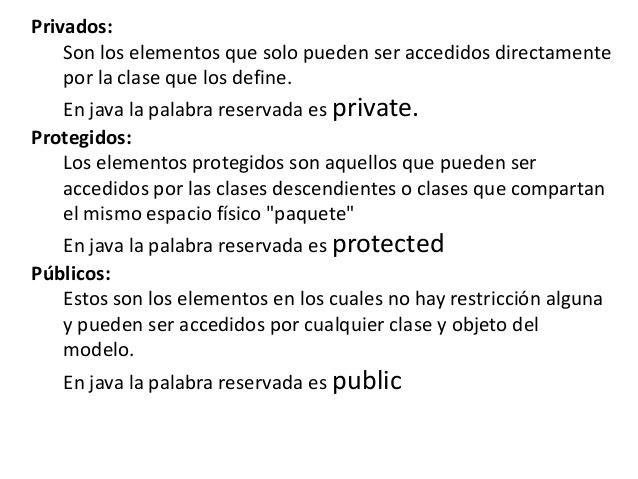 Privados:
Son los elementos que solo pueden ser accedidos directamente
por la clase que los define.
En java la palabra reservada es private.
Protegidos:
Los elementos protegidos son aquellos que pueden ser
accedidos por las clases descendientes o clases que compartan
el mismo espacio físico "paquete"
En java la palabra reservada es protected
Públicos:
Estos son los elementos en los cuales no hay restricción alguna
y pueden ser accedidos por cualquier clase y objeto del
modelo.
En java la palabra reservada es public